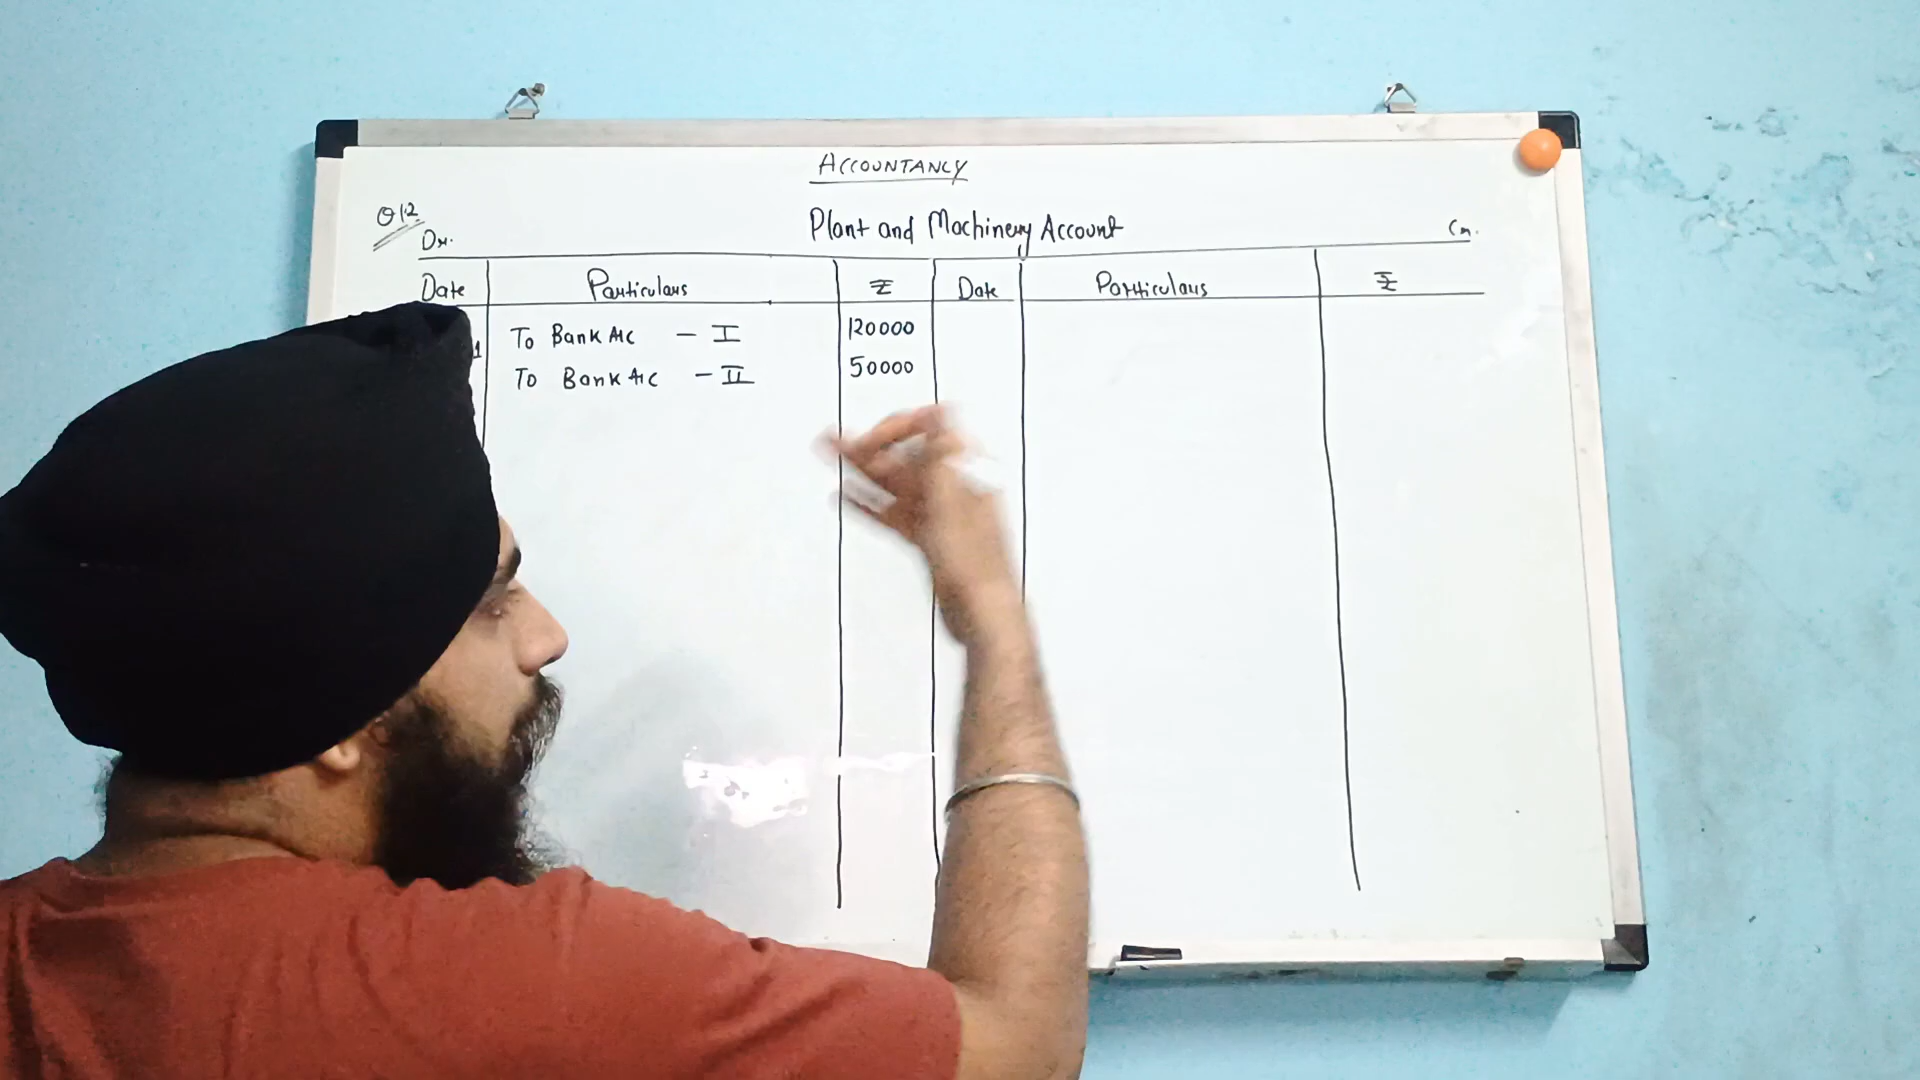 ACCOUNTANCY
Q12
Plant and Machinery Account
Dr. Cr.
Date Particulars ₹ Date Particulars ₹
1 To Bank A/c - I 120000
To Bank A/c - II 50000